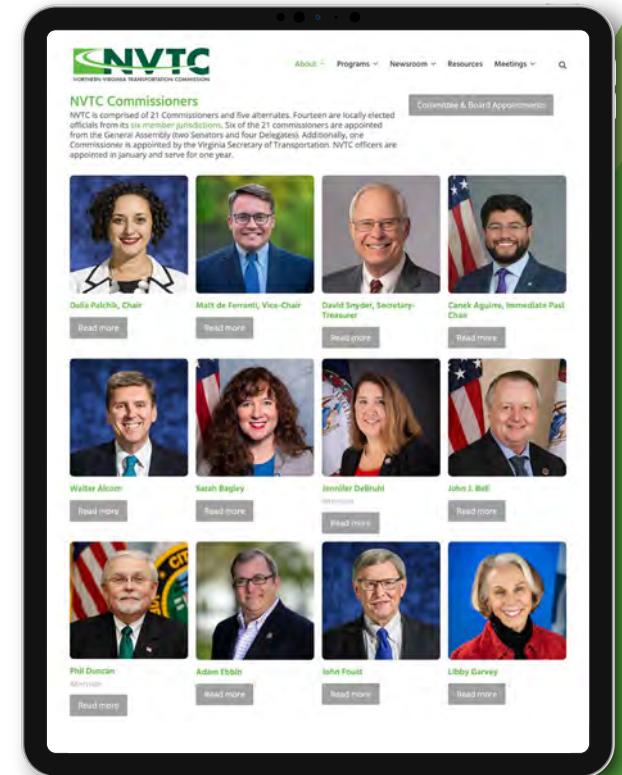 NVTC
NORTHERN VIRGINIA TRANSPORTATION COMMISSION
About Programs Newsroom Resources Meetings
NVTC Commissioners
Committee & Board Appointments
NVTC is comprised of 21 Commissioners and five alternates. Fourteen are locally elected
officials from its six member jurisdictions. Six of the 21 commissioners are appointed
from the General Assembly (two Senators and four Delegates). Additionally, one
Commissioner is appointed by the Virginia Secretary of Transportation. NVTC officers are
appointed in January and serve for one year.
Dalia Palchik, Chair
Read more
Matt de Ferranti, Vice-Chair
Read more
David Snyder, Secretary-
Treasurer
Read more
Canek Aguirre, Immediate Past
Chair
Read more
Walter Alcorn
Read more
Sarah Bagley
Read more
Jennifer DeBruhl
Alternate
Read more
John J. Bell
Read more
CIT
Phil Duncan
Alternate
Read more
Adam Ebbin
Read more
John Foust
Read more
Libby Garvey
Read more